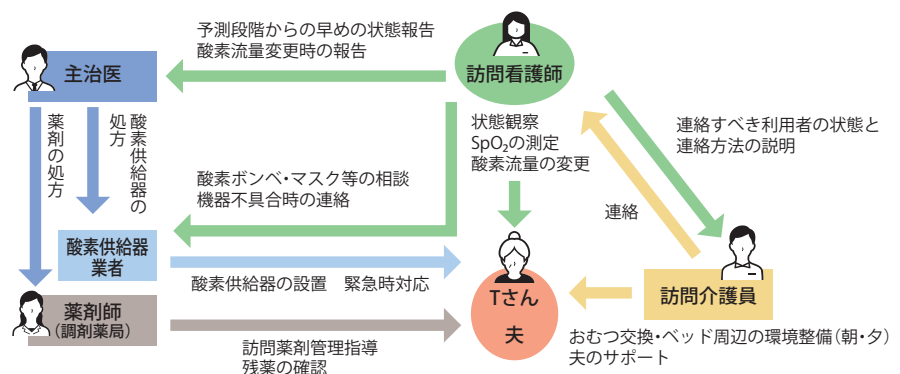 予測段階からの早めの状態報告
酸素流量変更時の報告
主治医
訪問看護師
薬剤の処方
酸素供給器の
処方
状態観察
SpO₂の測定
酸素流量の変更
連絡すべき利用者の状態と
連絡方法の説明
酸素ボンベ・マスク等の相談
機器不具合時の連絡
連絡
酸素供給器
業者
酸素供給器の設置　緊急時対応
Tさん
夫
訪問介護員
薬剤師
（調剤薬局）
訪問薬剤管理指導
残薬の確認
おむつ交換・ベッド周辺の環境整備（朝・夕）
夫のサポート